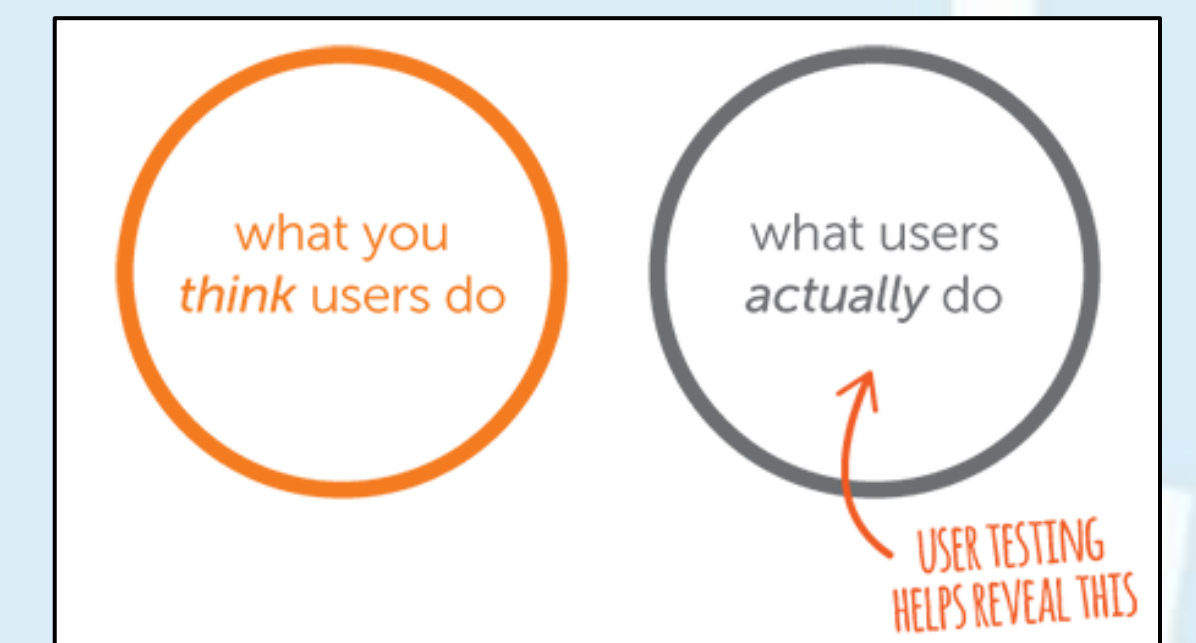 what you
think users do
what users
actually do
USER TESTING
HELPS REVEAL THIS